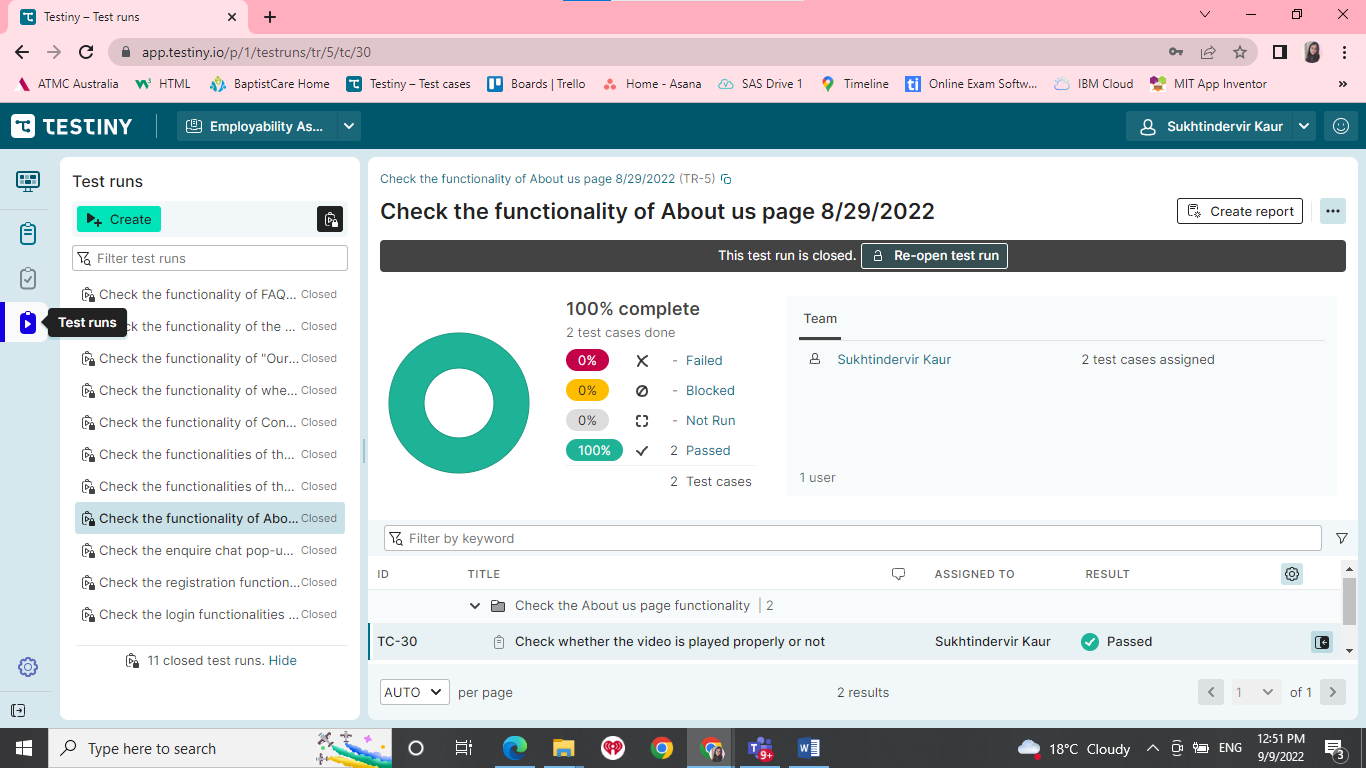 Testiny – Test runs
app.testiny.io/p/1/testruns/tr/5/tc/30
ATMC Australia
HTML
BaptistCare Home
Testiny – Test cases
Boards | Trello
Home - Asana
SAS Drive 1
Timeline
Online Exam Softw...
IBM Cloud
MIT App Inventor
»
TESTINY
Employability As...
Sukhtindervir Kaur
Test runs
Create
Filter test runs
Check the functionality of FAQ... Closed
Test runs
ck the functionality of the ... Closed
Check the functionality of "Our... Closed
Check the functionality of whe... Closed
Check the functionality of Con... Closed
Check the functionalities of th... Closed
Check the functionalities of th... Closed
Check the functionality of Abo... Closed
Check the enquire chat pop-u... Closed
Check the registration function... Closed
Check the login functionalities ... Closed
11 closed test runs. Hide
Check the functionality of About us page 8/29/2022 (TR-5)
Check the functionality of About us page 8/29/2022
Create report
This test run is closed. Re-open test run
100% complete
2 test cases done
0% - Failed
0% - Blocked
0% - Not Run
100% 2 Passed
2 Test cases
Team
Sukhtindervir Kaur 2 test cases assigned
1 user
Filter by keyword
ID TITLE ASSIGNED TO RESULT
Check the About us page functionality 2
TC-30 Check whether the video is played properly or not Sukhtindervir Kaur Passed
AUTO per page 2 results 1 of 1
Type here to search
9+
18°C Cloudy
ENG
12:51 PM
9/9/2022
3